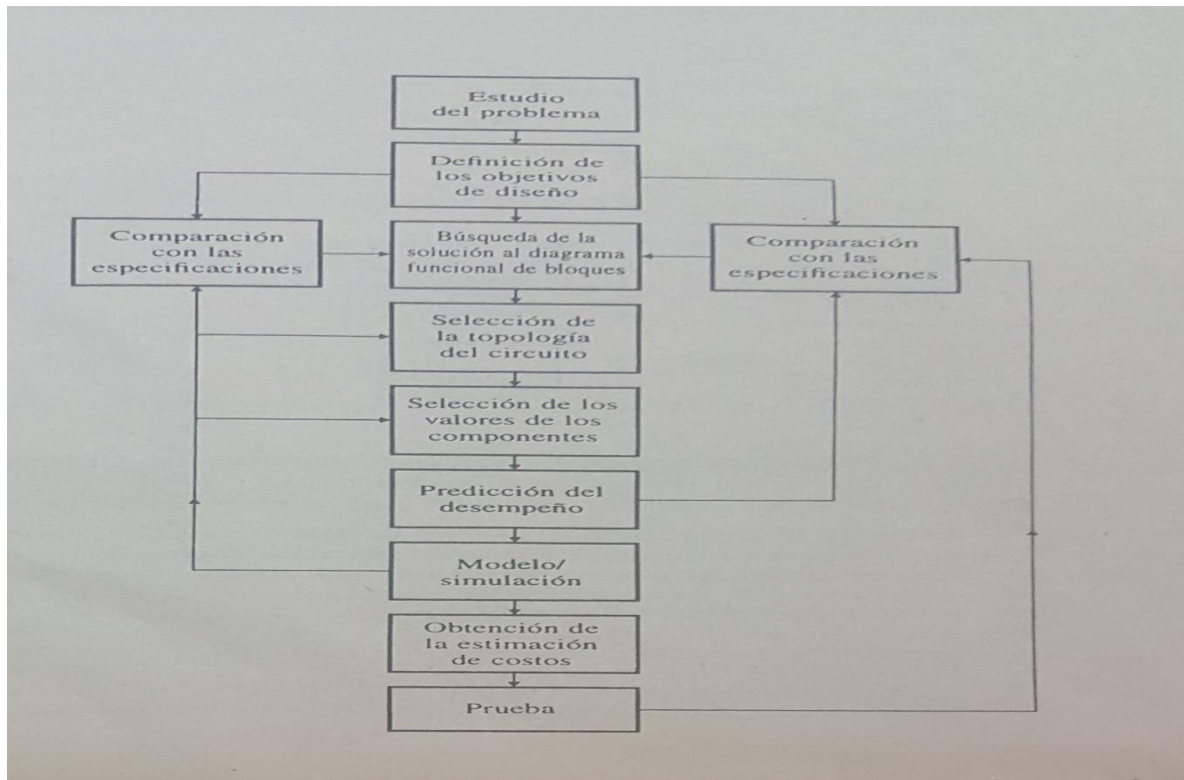 Estudio
del problema
Definición de
los objetivos
de diseño
Comparación
con las
especificaciones
Búsqueda de la
solución al diagrama
funcional de bloques
Comparación
con las
especificaciones
Selección de
la topología
del circuito
Selección de los
valores de los
componentes
Predicción del
desempeño
Modelo/
simulación
Obtención de
la estimación
de costos
Prueba